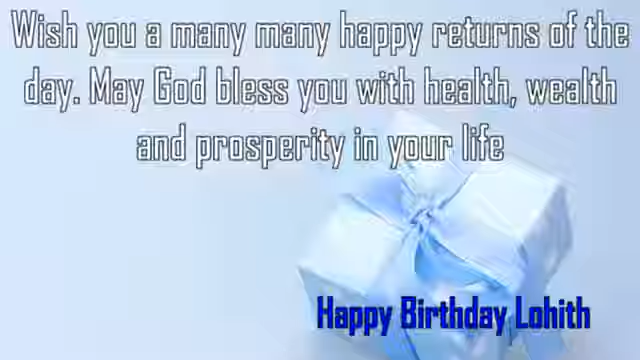 Wish you a many many happy returns of the
day. May God bless you with health, wealth
and prosperity in your life
Happy Birthday Lohith